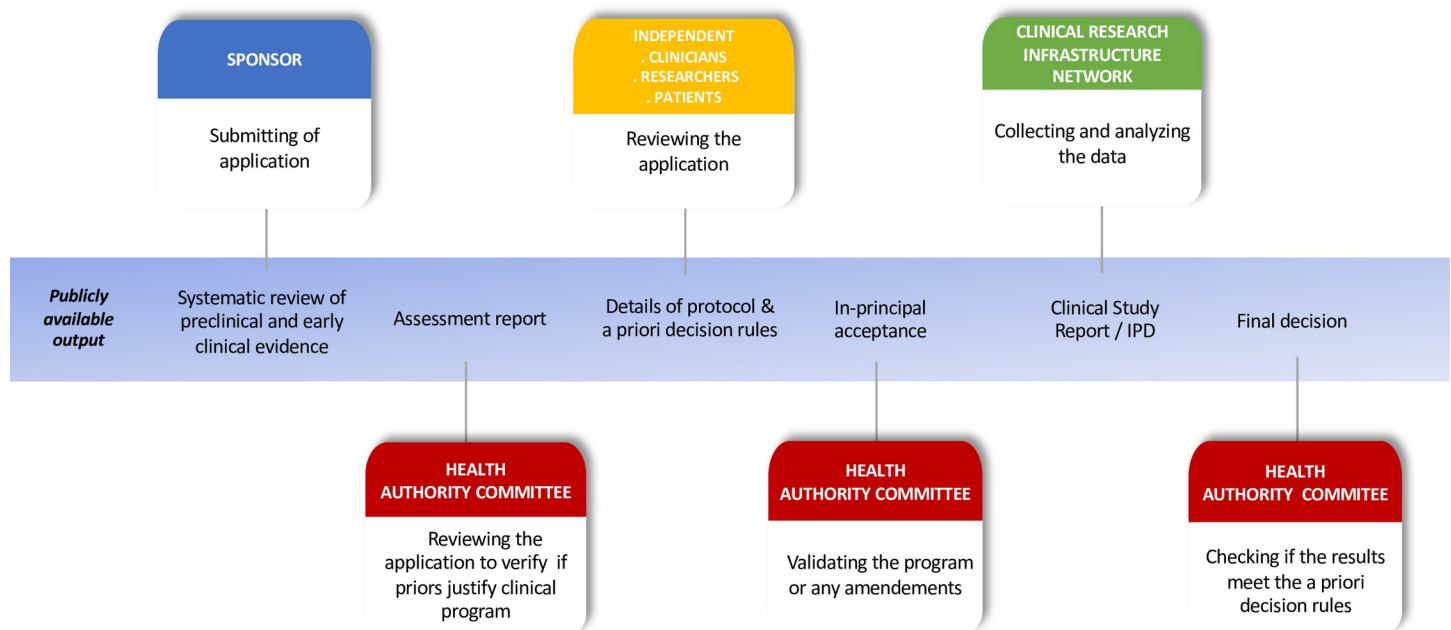 SPONSOR
Submitting of
application
INDEPENDENT
. CLINICIANS
. RESEARCHERS
. PATIENTS
Reviewing the
application
CLINICAL RESEARCH
INFRASTRUCTURE
NETWORK
Collecting and analyzing
the data
Publicly
available
output
Systematic review of
preclinical and early
clinical evidence
Assessment report
Details of protocol &
a priori decision rules
In-principal
acceptance
Clinical Study
Report / IPD
Final decision
HEALTH
AUTHORITY COMMITTEE
Reviewing the
application to verify if
priors justify clinical
program
HEALTH
AUTHORITY COMMITTEE
Validating the program
or any amendements
HEALTH
AUTHORITY COMMITEE
Checking if the results
meet the a priori
decision rules